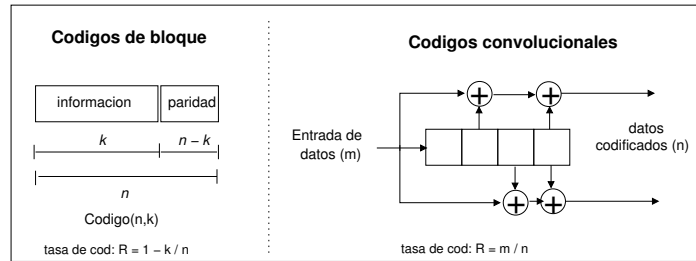 Codigos de bloque
informacion
paridad
k
n – k
n
Codigo(n,k)
tasa de cod: R = 1 – k / n
Codigos convolucionales
Entrada de
datos (m)
+
+
+
+
datos
codificados (n)
tasa de cod: R = m / n